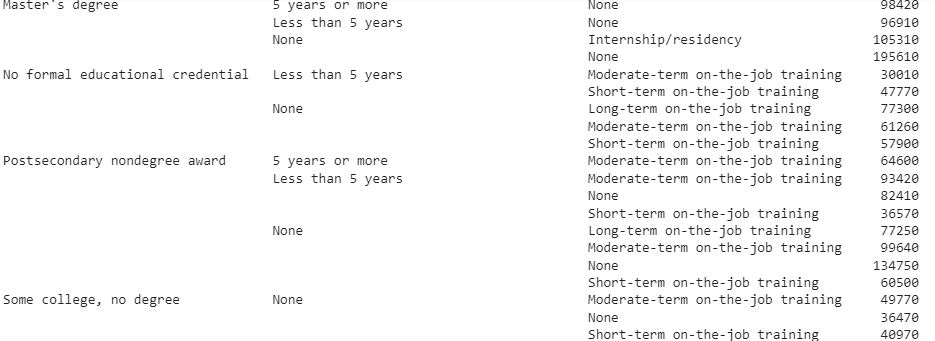 Master's degree 5 years or more None 98420
Less than 5 years None 96910
None Internship/residency 105310
None 195610
No formal educational credential Less than 5 years Moderate-term on-the-job training 30010
Short-term on-the-job training 47770
None Long-term on-the-job training 77300
Moderate-term on-the-job training 61260
Short-term on-the-job training 57900
Postsecondary nondegree award 5 years or more Moderate-term on-the-job training 64600
Less than 5 years Moderate-term on-the-job training 93420
None 82410
Short-term on-the-job training 36570
None Long-term on-the-job training 77250
Moderate-term on-the-job training 99640
None 134750
Short-term on-the-job training 60500
Some college, no degree None Moderate-term on-the-job training 49770
None 36470
Short-term on-the-job training 40970